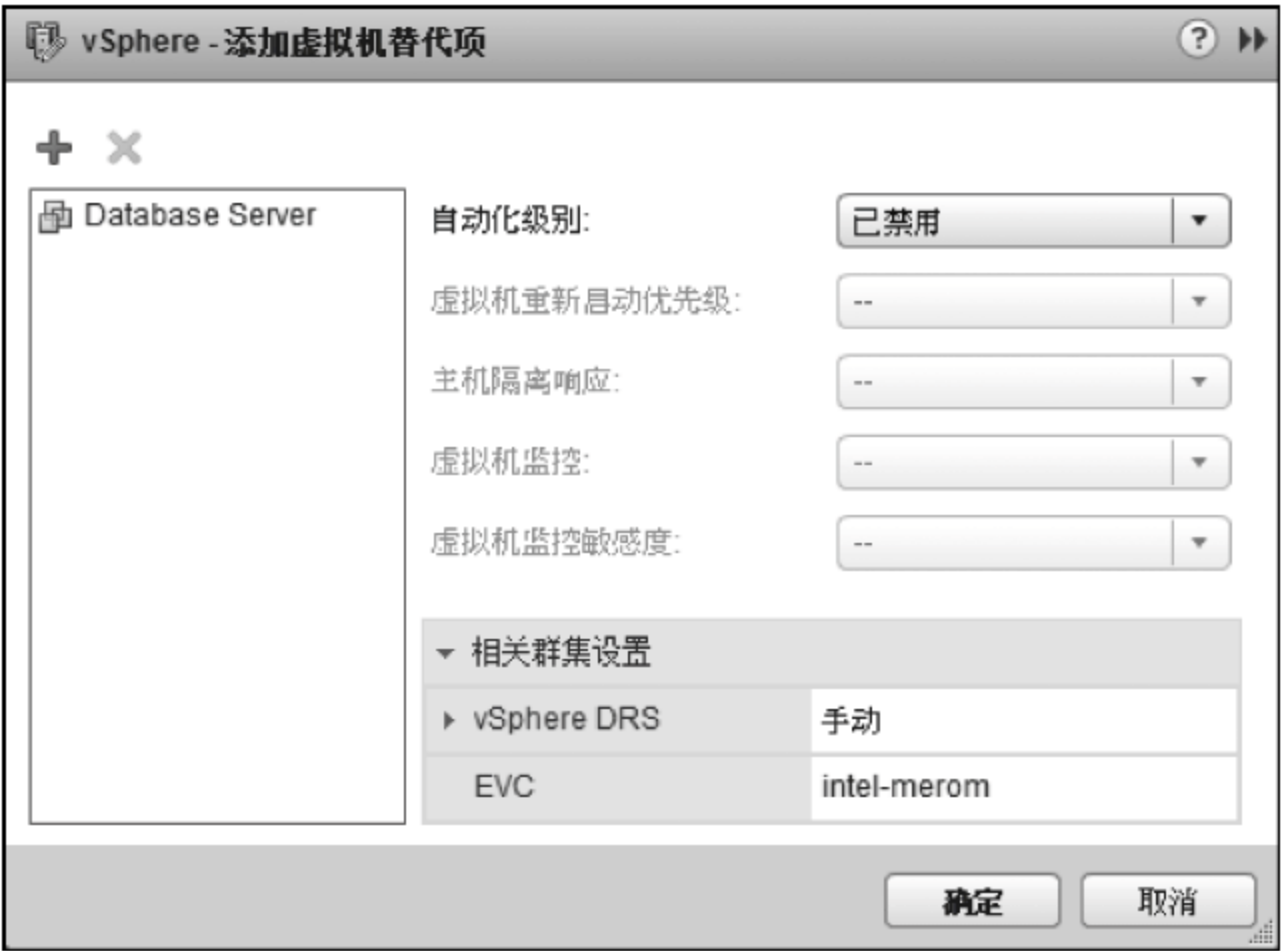 vSphere - 添加虚拟机替代项
?
Database Server
自动化级别: 已禁用
虚拟机重新启动优先级: --
主机隔离响应: --
虚拟机监控: --
虚拟机监控敏感度: --
相关群集设置
vSphere DRS 手动
EVC intel-merom
确定 取消